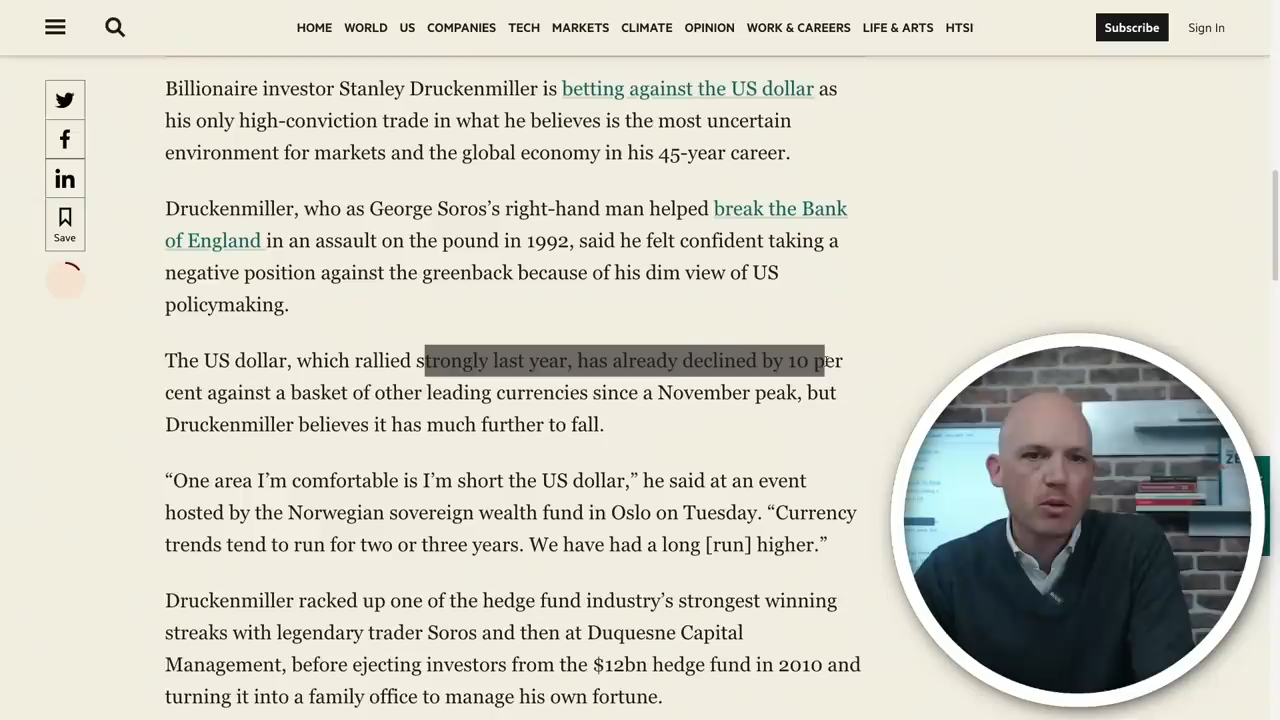 HOME WORLD US COMPANIES TECH MARKETS CLIMATE OPINION WORK & CAREERS LIFE & ARTS HTSI Subscribe Sign In
Billionaire investor Stanley Druckenmiller is betting against the US dollar as
his only high-conviction trade in what he believes is the most uncertain
environment for markets and the global economy in his 45-year career.
Save
Druckenmiller, who as George Soros’s right-hand man helped break the Bank
of England in an assault on the pound in 1992, said he felt confident taking a
negative position against the greenback because of his dim view of US
policymaking.
The US dollar, which rallied strongly last year, has already declined by 10 per
cent against a basket of other leading currencies since a November peak, but
Druckenmiller believes it has much further to fall.
“One area I’m comfortable is I’m short the US dollar,” he said at an event
hosted by the Norwegian sovereign wealth fund in Oslo on Tuesday. “Currency
trends tend to run for two or three years. We have had a long [run] higher.”
Druckenmiller racked up one of the hedge fund industry’s strongest winning
streaks with legendary trader Soros and then at Duquesne Capital
Management, before ejecting investors from the $12bn hedge fund in 2010 and
turning it into a family office to manage his own fortune.